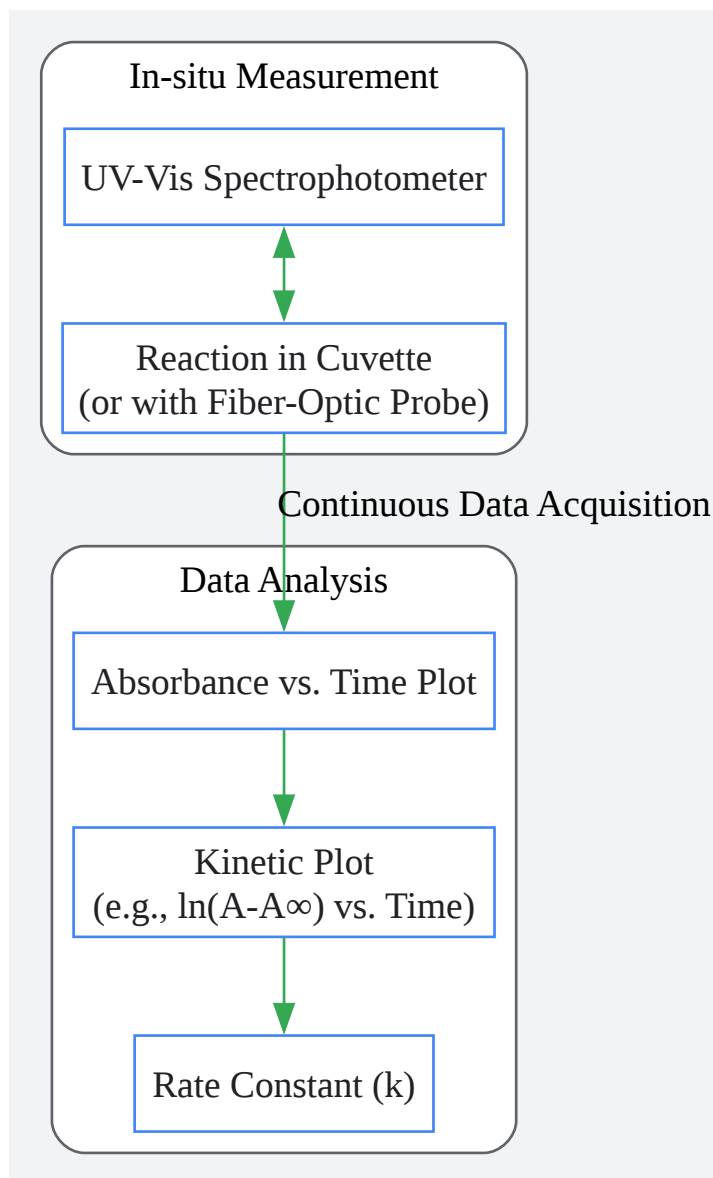 In-situ Measurement
UV-Vis Spectrophotometer
Reaction in Cuvette
(or with Fiber-Optic Probe)
Continuous Data Acquisition
Data Analysis
Absorbance vs. Time Plot
Kinetic Plot
(e.g., ln(A-A∞) vs. Time)
Rate Constant (k)